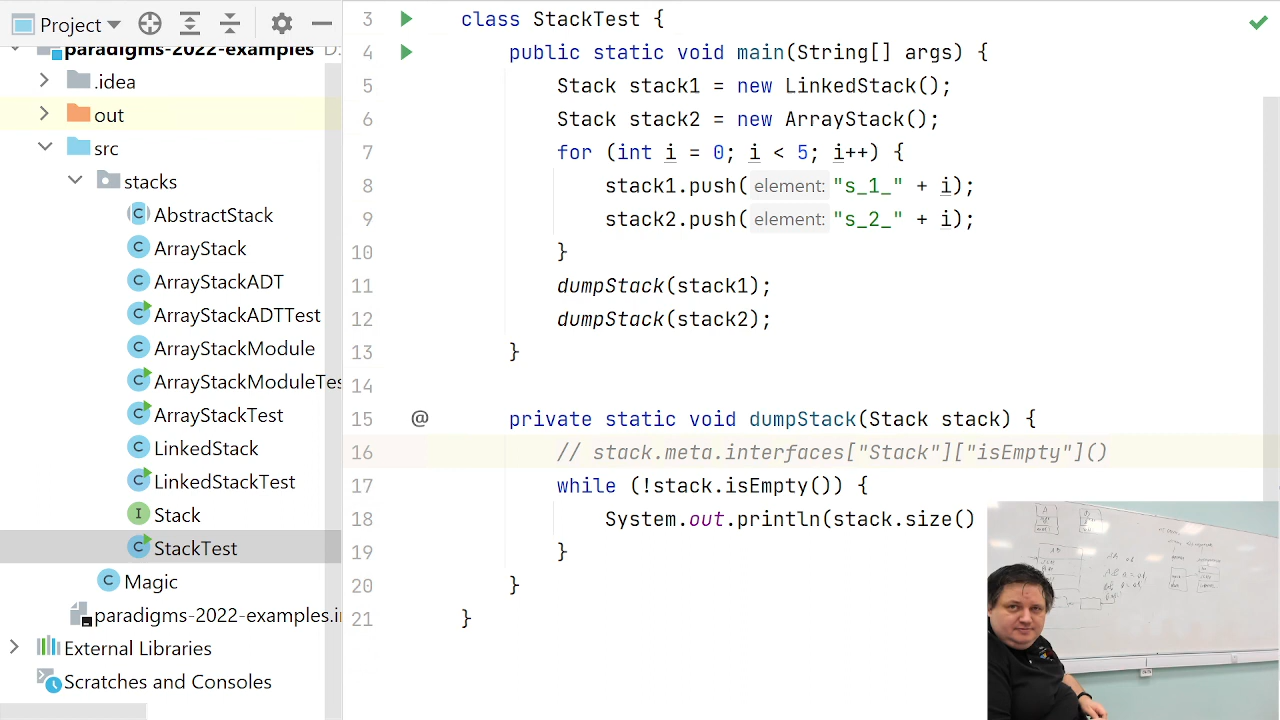 Project
paradigms-2022-examples
.idea
out
src
stacks
AbstractStack
ArrayStack
ArrayStackADT
ArrayStackADTTest
ArrayStackModule
ArrayStackModuleTes
ArrayStackTest
LinkedStack
LinkedStackTest
Stack
StackTest
Magic
paradigms-2022-examples.i
External Libraries
Scratches and Consoles
3 class StackTest {
4 public static void main(String[] args) {
5 Stack stack1 = new LinkedStack();
6 Stack stack2 = new ArrayStack();
7 for (int i = 0; i < 5; i++) {
8 stack1.push( element: "s_1_" + i);
9 stack2.push( element: "s_2_" + i);
10 }
11 dumpStack(stack1);
12 dumpStack(stack2);
13 }
14
15 @ private static void dumpStack(Stack stack) {
16 // stack.meta.interfaces["Stack"]["isEmpty"]()
17 while (!stack.isEmpty()) {
18 System.out.println(stack.size()
19 }
20 }
21 }